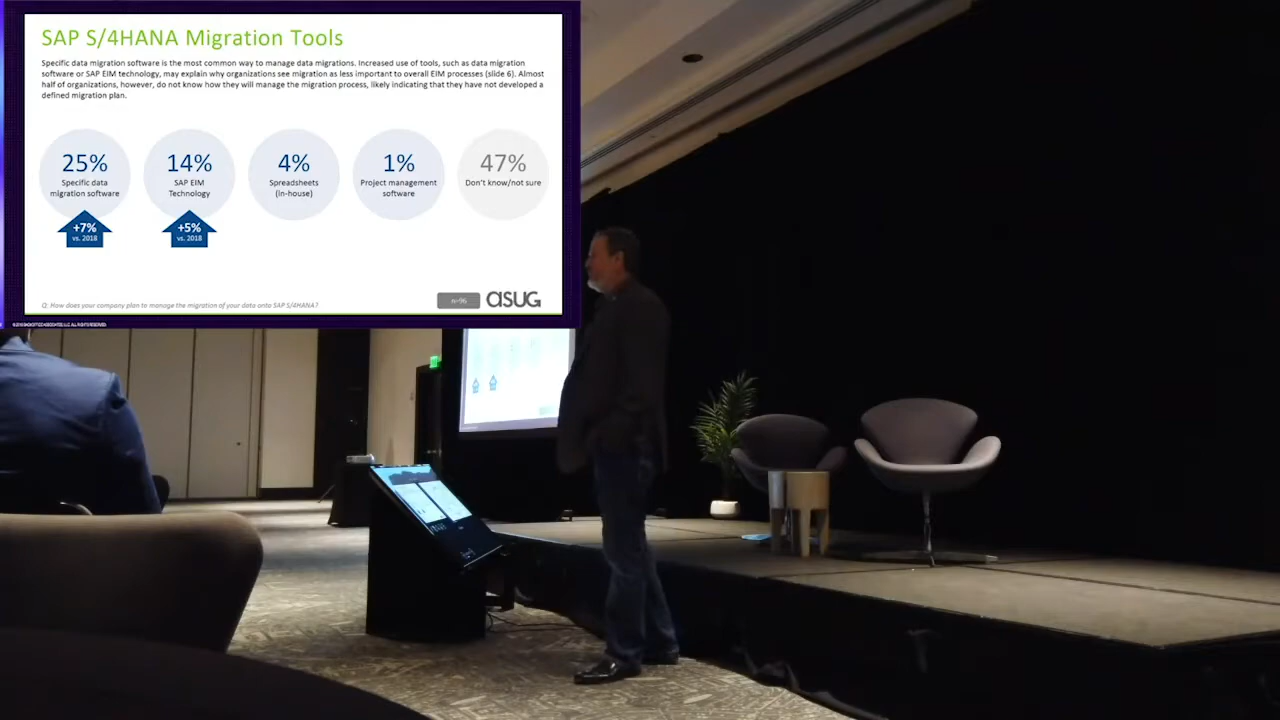 SAP S/4HANA Migration Tools
Specific data migration software is the most common way to manage data migrations. Increased use of tools, such as data migration
software or SAP EIM technology, may explain why organizations see migration as less important to overall EIM processes (slide 6). Almost
half of organizations, however, do not know how they will manage the migration process, likely indicating that they have not developed a
defined migration plan.
25%
Specific data
migration software
+7%
vs. 2018
14%
SAP EIM
Technology
+5%
vs. 2018
4%
Spreadsheets
(in-house)
1%
Project management
software
47%
Don't know/not sure
Q. How does your company plan to manage the migration of your data onto SAP S/4HANA?
n=96
asug